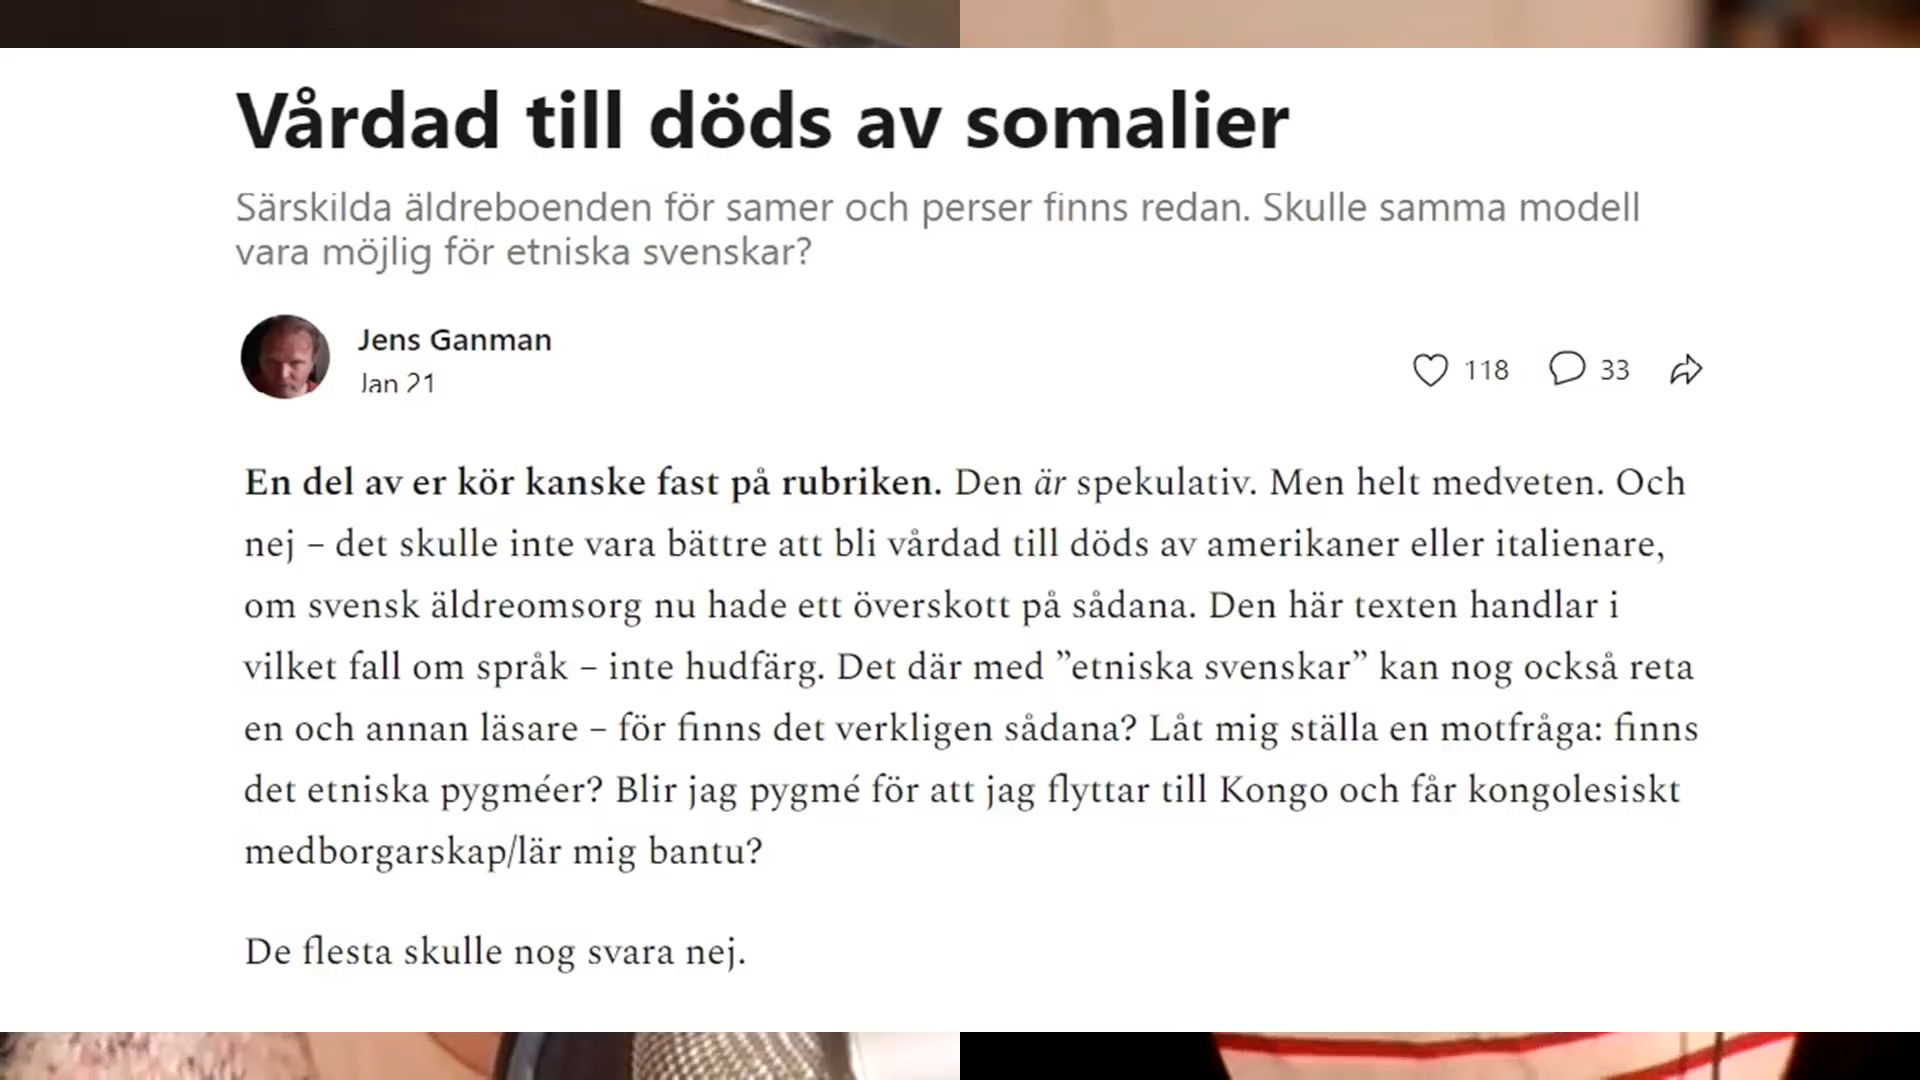 Vårdad till döds av somalier
Särskilda äldreboenden för samer och perser finns redan. Skulle samma modell
vara möjlig för etniska svenskar?
Jens Ganman
Jan 21
118 33
En del av er kör kanske fast på rubriken. Den är spekulativ. Men helt medveten. Och
nej – det skulle inte vara bättre att bli vårdad till döds av amerikaner eller italienare,
om svensk äldreomsorg nu hade ett överskott på sådana. Den här texten handlar i
vilket fall om språk – inte hudfärg. Det där med ”etniska svenskar” kan nog också reta
en och annan läsare – för finns det verkligen sådana? Låt mig ställa en motfråga: finns
det etniska pygméer? Blir jag pygmé för att jag flyttar till Kongo och får kongolesiskt
medborgarskap/lär mig bantu?
De flesta skulle nog svara nej.